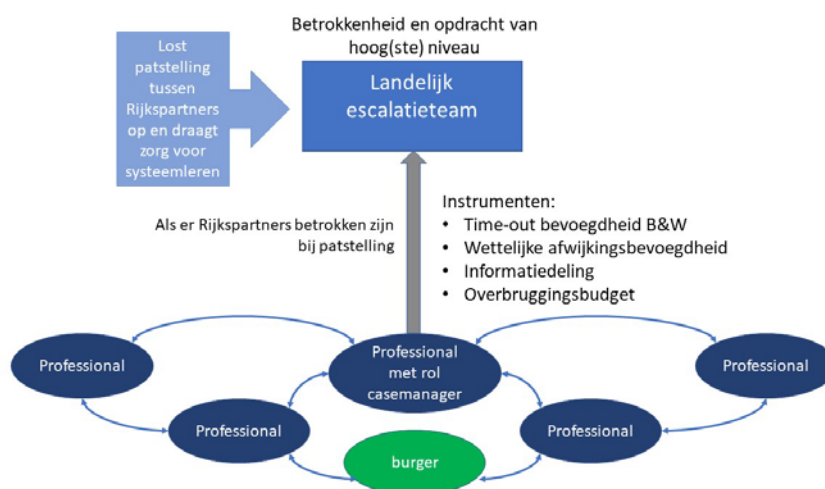 Betrokkenheid en opdracht van
hoog(ste) niveau
Lost
patstelling
tussen
Rijkspartners
op en draagt
zorg voor
systeemleren
Landelijk
escalatieteam
Als er Rijkspartners betrokken zijn
bij patstelling
Instrumenten:
• Time-out bevoegdheid B&W
• Wettelijke afwijkingsbevoegdheid
• Informatiedeling
• Overbruggingsbudget
Professional
Professional
met rol
casemanager
Professional
Professional
Professional
burger